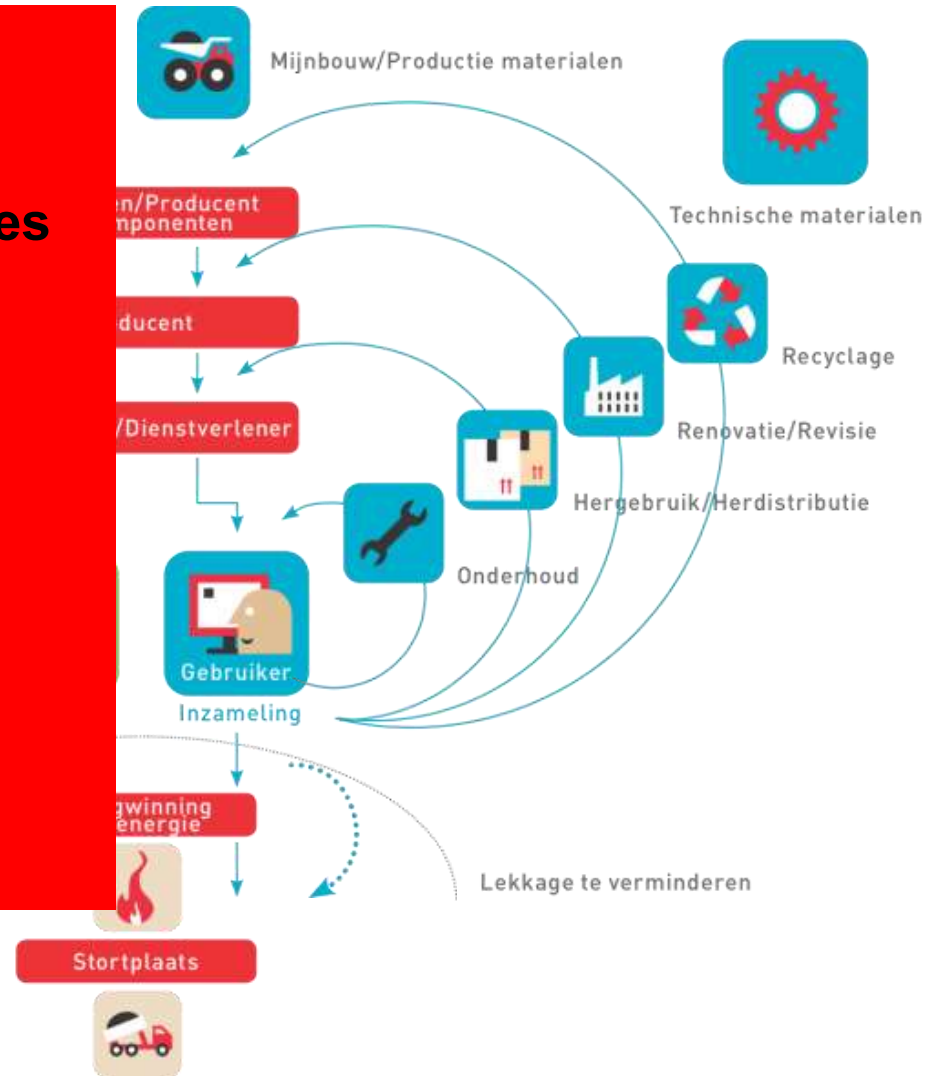 Mijnbouw/Productie materialen
Technische materialen
es
en/Producent
mponenten
ducent
Recyclage
/Dienstverlener
Renovatie/Revisie
Hergebruik/Herdistributie
Onderhoud
Gebruiker
Inzameling
gwinning
energie
Lekkage te verminderen
Stortplaats